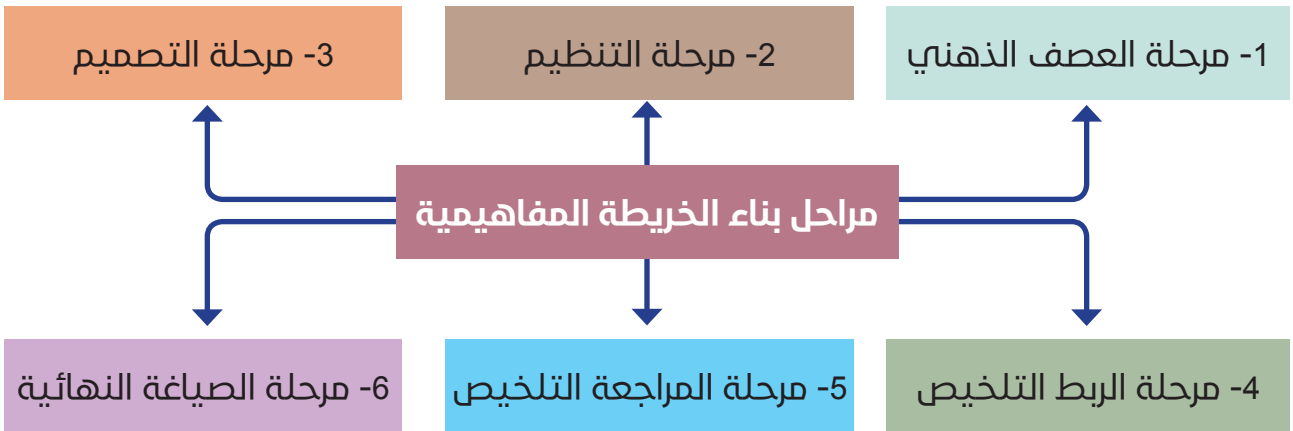 1- مرحلة العصف الذهني
2- مرحلة التنظيم
3- مرحلة التصميم
مراحل بناء الخريطة المفاهيمية
4- مرحلة الربط التلخيص
5- مرحلة المراجعة التلخيص
6- مرحلة الصياغة النهائية